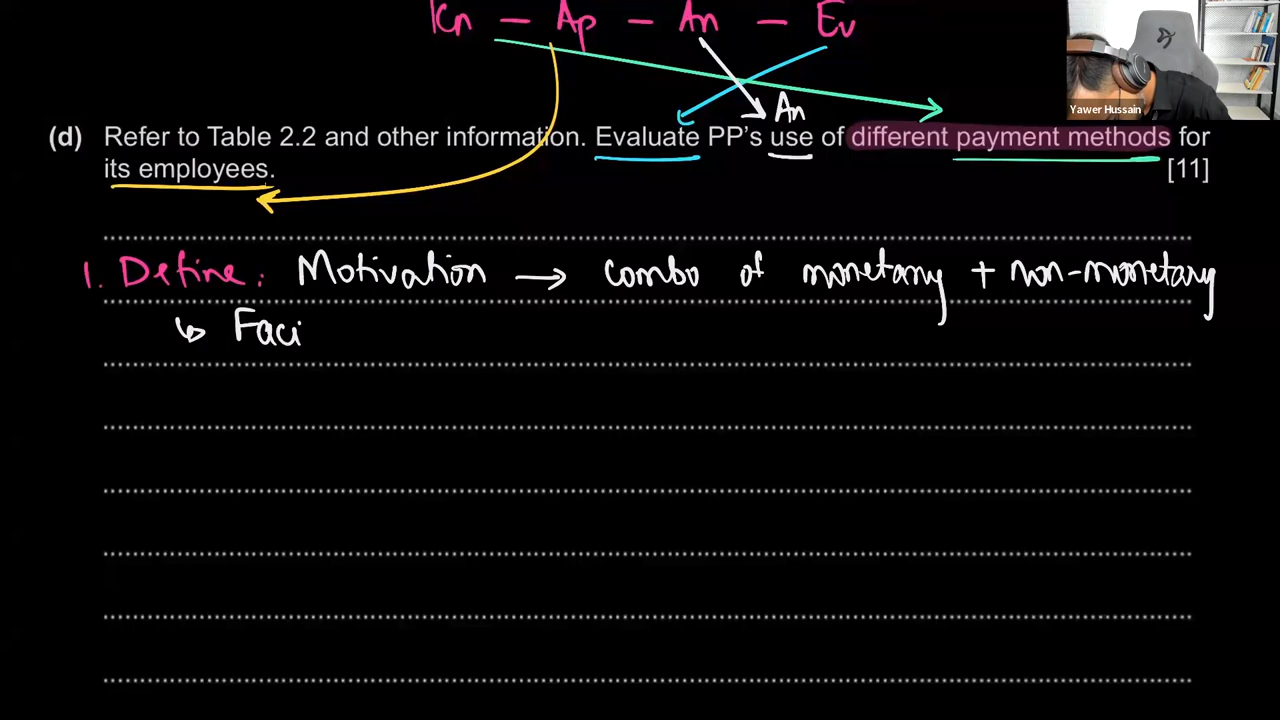 Kn - Ap - An - Ev
Yawer Hussain
An
(d) Refer to Table 2.2 and other information. Evaluate PP's use of different payment methods for
its employees. [11]
1. Define: Motivation → combo of monetary + non-monetary
↳ Faci